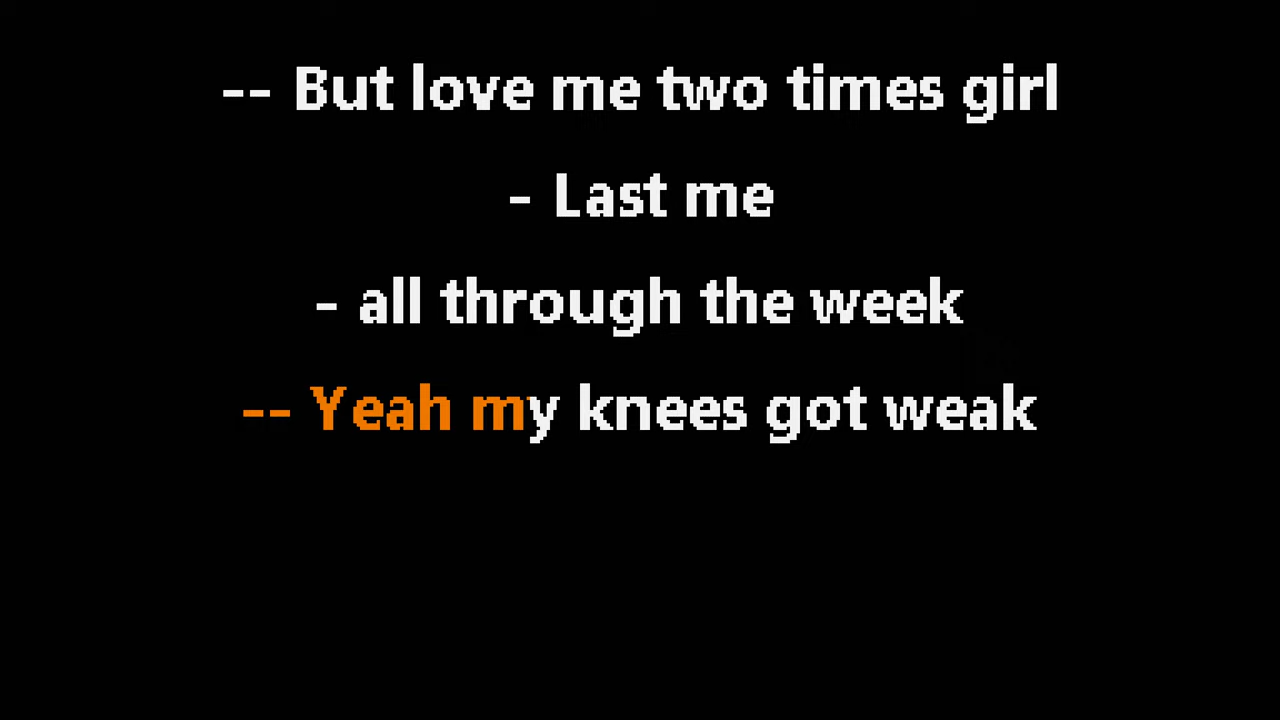 -- But love me two times girl
- Last me
- all through the week
-- Yeah my knees got weak